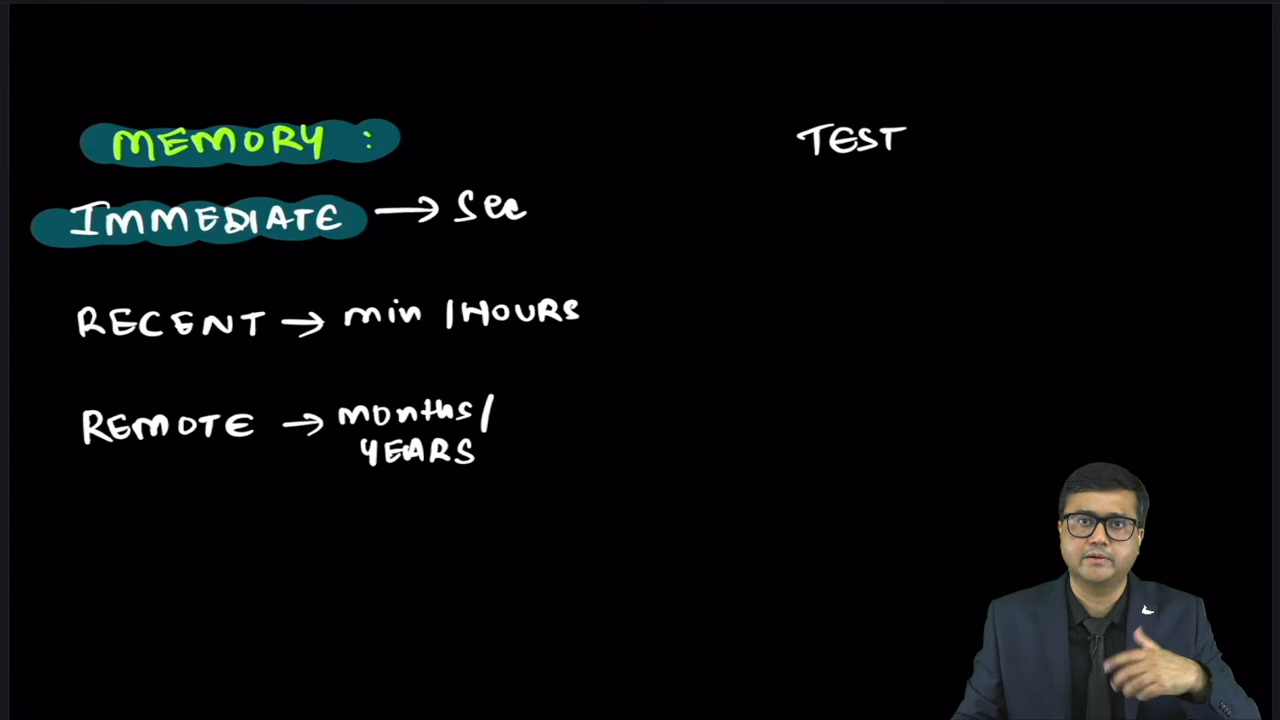 MEMORY :
TEST
IMMEDIATE → Sec
RECENT → min / HOURS
REMOTE → months /
YEARS